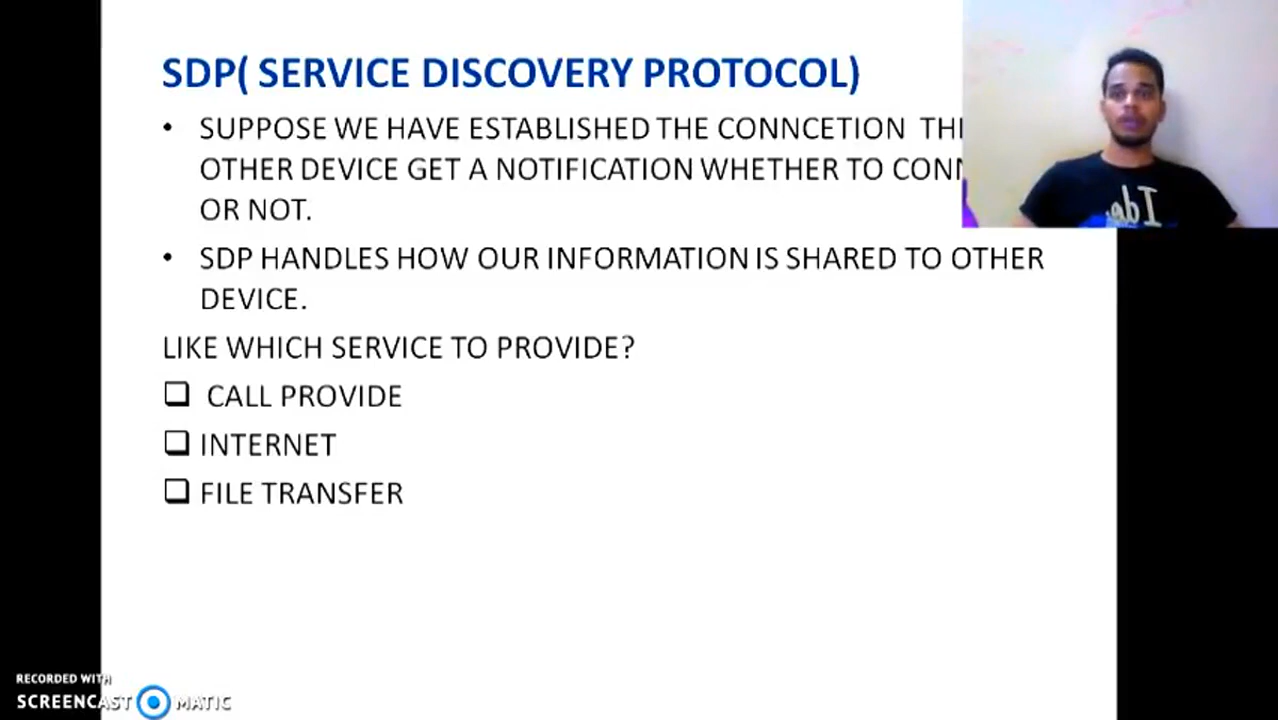 SDP( SERVICE DISCOVERY PROTOCOL)
• SUPPOSE WE HAVE ESTABLISHED THE CONNCETION
OTHER DEVICE GET A NOTIFICATION WHETHER TO
OR NOT.
• SDP HANDLES HOW OUR INFORMATION IS SHARED TO OTHER
DEVICE.
LIKE WHICH SERVICE TO PROVIDE?
❑ CALL PROVIDE
❑ INTERNET
❑ FILE TRANSFER
RECORDED WITH
SCREENCAST MATIC